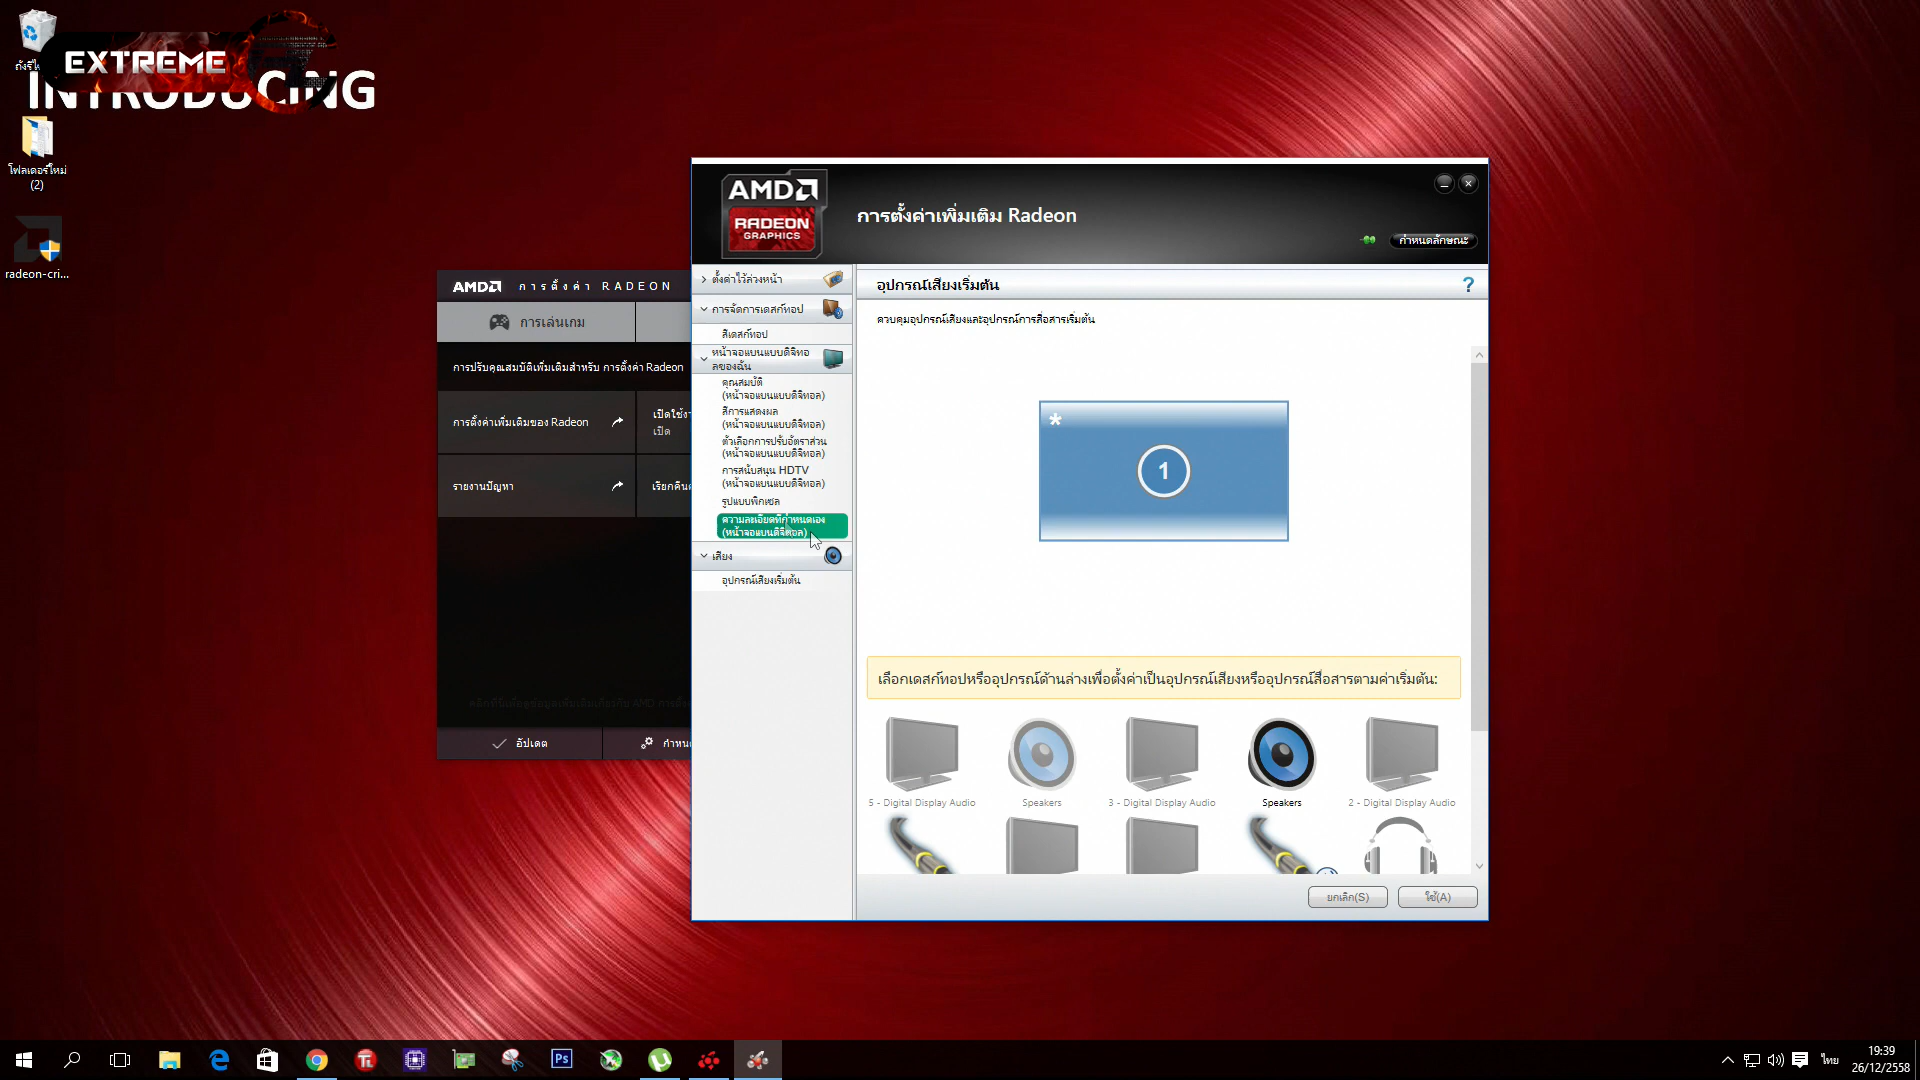 EXTREME
INTRODUCING
โฟลเดอร์ใหม่
(2)
radeon-cri...
AMD การตั้งค่า RADEON
การเล่นเกม
การปรับคุณสมบัติเพิ่มเติมสำหรับ การตั้งค่า Radeon
การตั้งค่าเพิ่มเติมของ Radeon
เปิด
รายงานปัญหา
อัปเดต
AMD
RADEON
GRAPHICS
การตั้งค่าเพิ่มเติม Radeon
กำหนดลักษณะ
ตั้งค่าไว้ล่วงหน้า
การจัดการเดสก์ทอป
สีเดสก์ทอป
หน้าจอแบนแบบดิจิทอ
ลของฉัน
คุณสมบัติ
(หน้าจอแบนแบบดิจิทอล)
สีการแสดงผล
(หน้าจอแบนแบบดิจิทอล)
ตัวเลือกการปรับอัตราส่วน
(หน้าจอแบนแบบดิจิทอล)
การสนับสนุน HDTV
(หน้าจอแบนแบบดิจิทอล)
รูปแบบพิกเซล
ความละเอียดที่กำหนดเอง
(หน้าจอแบนดิจิทอล)
เสียง
อุปกรณ์เสียงเริ่มต้น
อุปกรณ์เสียงเริ่มต้น
?
ควบคุมอุปกรณ์เสียงและอุปกรณ์การสื่อสารเริ่มต้น
*
1
เลือกเดสก์ทอปหรืออุปกรณ์ด้านล่างเพื่อตั้งค่าเป็นอุปกรณ์เสียงหรืออุปกรณ์สื่อสารตามค่าเริ่มต้น:
5 - Digital Display Audio
Speakers
3 - Digital Display Audio
Speakers
2 - Digital Display Audio
ยกเลิก(S)
ใช้(A)
Ps
ไทย
19:39
26/12/2558